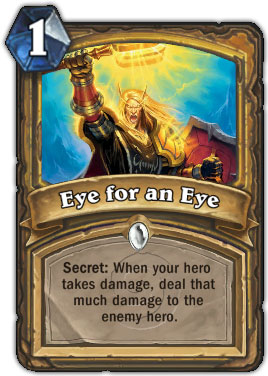 1
Eye for an Eye
Secret: When your hero
takes damage, deal that
much damage to the
enemy hero.